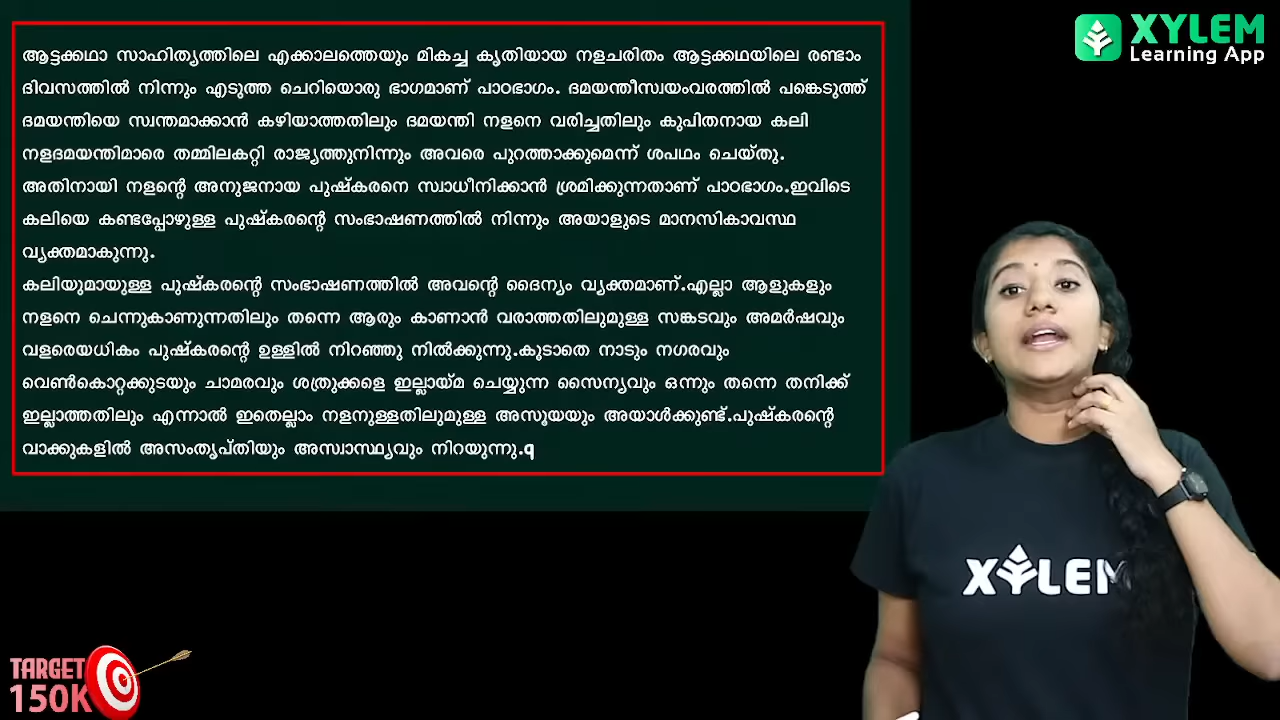 ആട്ടക്കഥാ സാഹിത്യത്തിലെ എക്കാലത്തെയും മികച്ച കൃതിയായ നളചരിതം ആട്ടക്കഥയിലെ രണ്ടാം
ദിവസത്തിൽ നിന്നും എടുത്ത ചെറിയൊരു ഭാഗമാണ് പാഠഭാഗം. ദമയന്തീസ്വയംവരത്തിൽ പങ്കെടുത്ത്
ദമയന്തിയെ സ്വന്തമാക്കാൻ കഴിയാത്തതിലും ദമയന്തി നളനെ വരിച്ചതിലും കുപിതനായ കലി
നളദമയന്തിമാരെ തമ്മിലകറ്റി രാജ്യത്തുനിന്നും അവരെ പുറത്താക്കുമെന്ന് ശപഥം ചെയ്തു.
അതിനായി നളന്റെ അനുജനായ പുഷ്കരനെ സ്വാധീനിക്കാൻ ശ്രമിക്കുന്നതാണ് പാഠഭാഗം.ഇവിടെ
കലിയെ കണ്ടപ്പോഴുള്ള പുഷ്കരന്റെ സംഭാഷണത്തിൽ നിന്നും അയാളുടെ മാനസികാവസ്ഥ
വ്യക്തമാകുന്നു.
കലിയുമായുള്ള പുഷ്കരന്റെ സംഭാഷണത്തിൽ അവന്റെ ദൈന്യം വ്യക്തമാണ്.എല്ലാ ആളുകളും
നളനെ ചെന്നുകാണുന്നതിലും തന്നെ ആരും കാണാൻ വരാത്തതിലുമുള്ള സങ്കടവും അമർഷവും
വളരെയധികം പുഷ്കരന്റെ ഉള്ളിൽ നിറഞ്ഞു നിൽക്കുന്നു.കൂടാതെ നാടും നഗരവും
വെൺകൊറ്റക്കുടയും ചാമരവും ശത്രുക്കളെ ഇല്ലായ്മ ചെയ്യുന്ന സൈന്യവും ഒന്നും തന്നെ തനിക്ക്
ഇല്ലാത്തതിലും എന്നാൽ ഇതെല്ലാം നളനുള്ളതിലുമുള്ള അസൂയയും അയാൾക്കുണ്ട്.പുഷ്കരന്റെ
വാക്കുകളിൽ അസംതൃപ്തിയും അസ്വാസ്ഥ്യവും നിറയുന്നു.q
XYLEM
Learning App
XYLEM
TARGET
150K